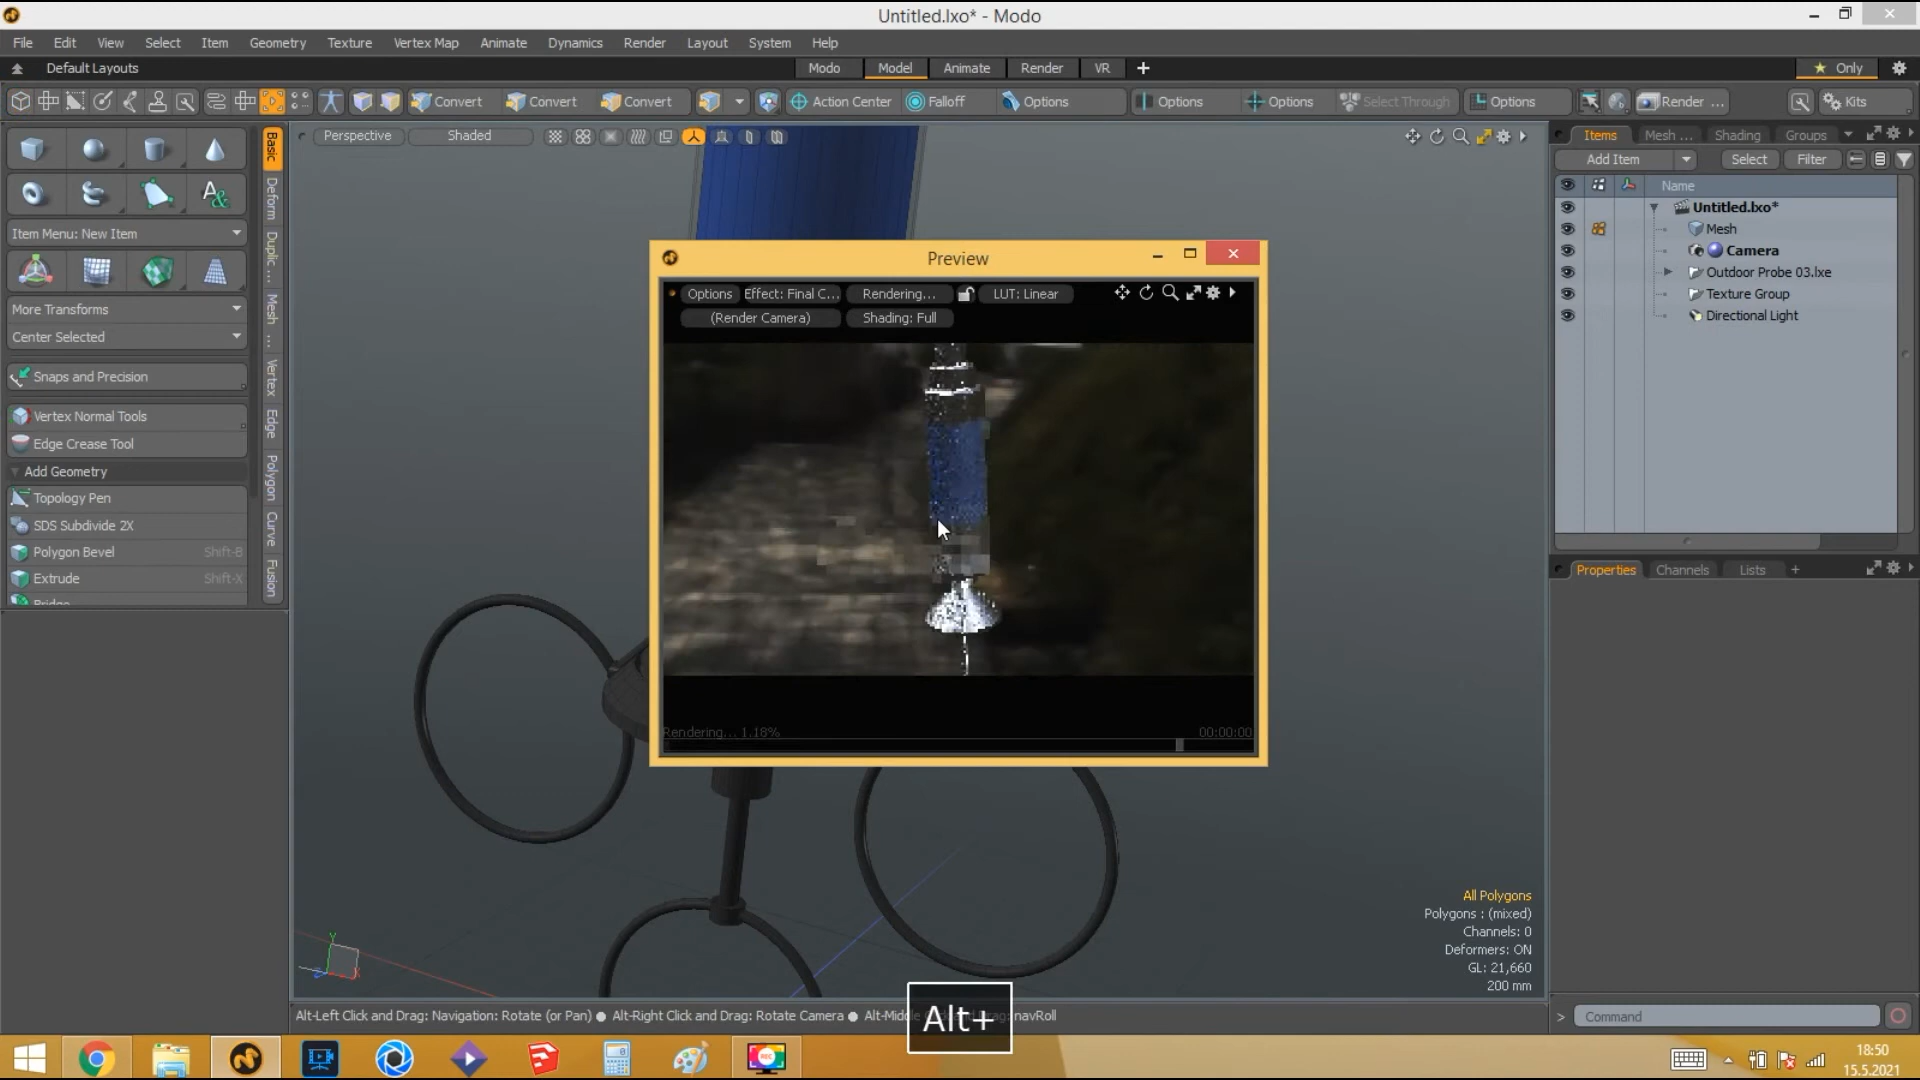 Untitled.lxo* - Modo
File Edit View Select Item Geometry Texture Vertex Map Animate Dynamics Render Layout System Help
Default Layouts Modo Model Animate Render VR + Only
Convert Convert Convert Action Center Falloff Options Options Options Select Through Options Render ... Kits
Perspective Shaded
Items Mesh ... Shading Groups
Add Item Select Filter
Name
Untitled.lxo*
Mesh
Camera
Outdoor Probe 03.lxe
Texture Group
Directional Light
Item Menu: New Item
More Transforms
Center Selected
Snaps and Precision
Vertex Normal Tools
Edge Crease Tool
Add Geometry
Topology Pen
SDS Subdivide 2X
Polygon Bevel Shift-B
Extrude Shift-X
Bridge
Basic
Deform
Duplic...
Mesh ...
Vertex
Edge
Polygon
Curve
Fusion
Preview
Options Effect: Final C... Rendering... LUT: Linear
(Render Camera) Shading: Full
Rendering... 1.18% 00:00:00
Properties Channels Lists +
All Polygons
Polygons : (mixed)
Channels: 0
Deformers: ON
GL: 21,660
200 mm
Y
Alt-Left Click and Drag: Navigation: Rotate (or Pan) ● Alt-Right Click and Drag: Rotate Camera ● Alt-Middle navRoll
Alt+
> Command
18:50
15.5.2021